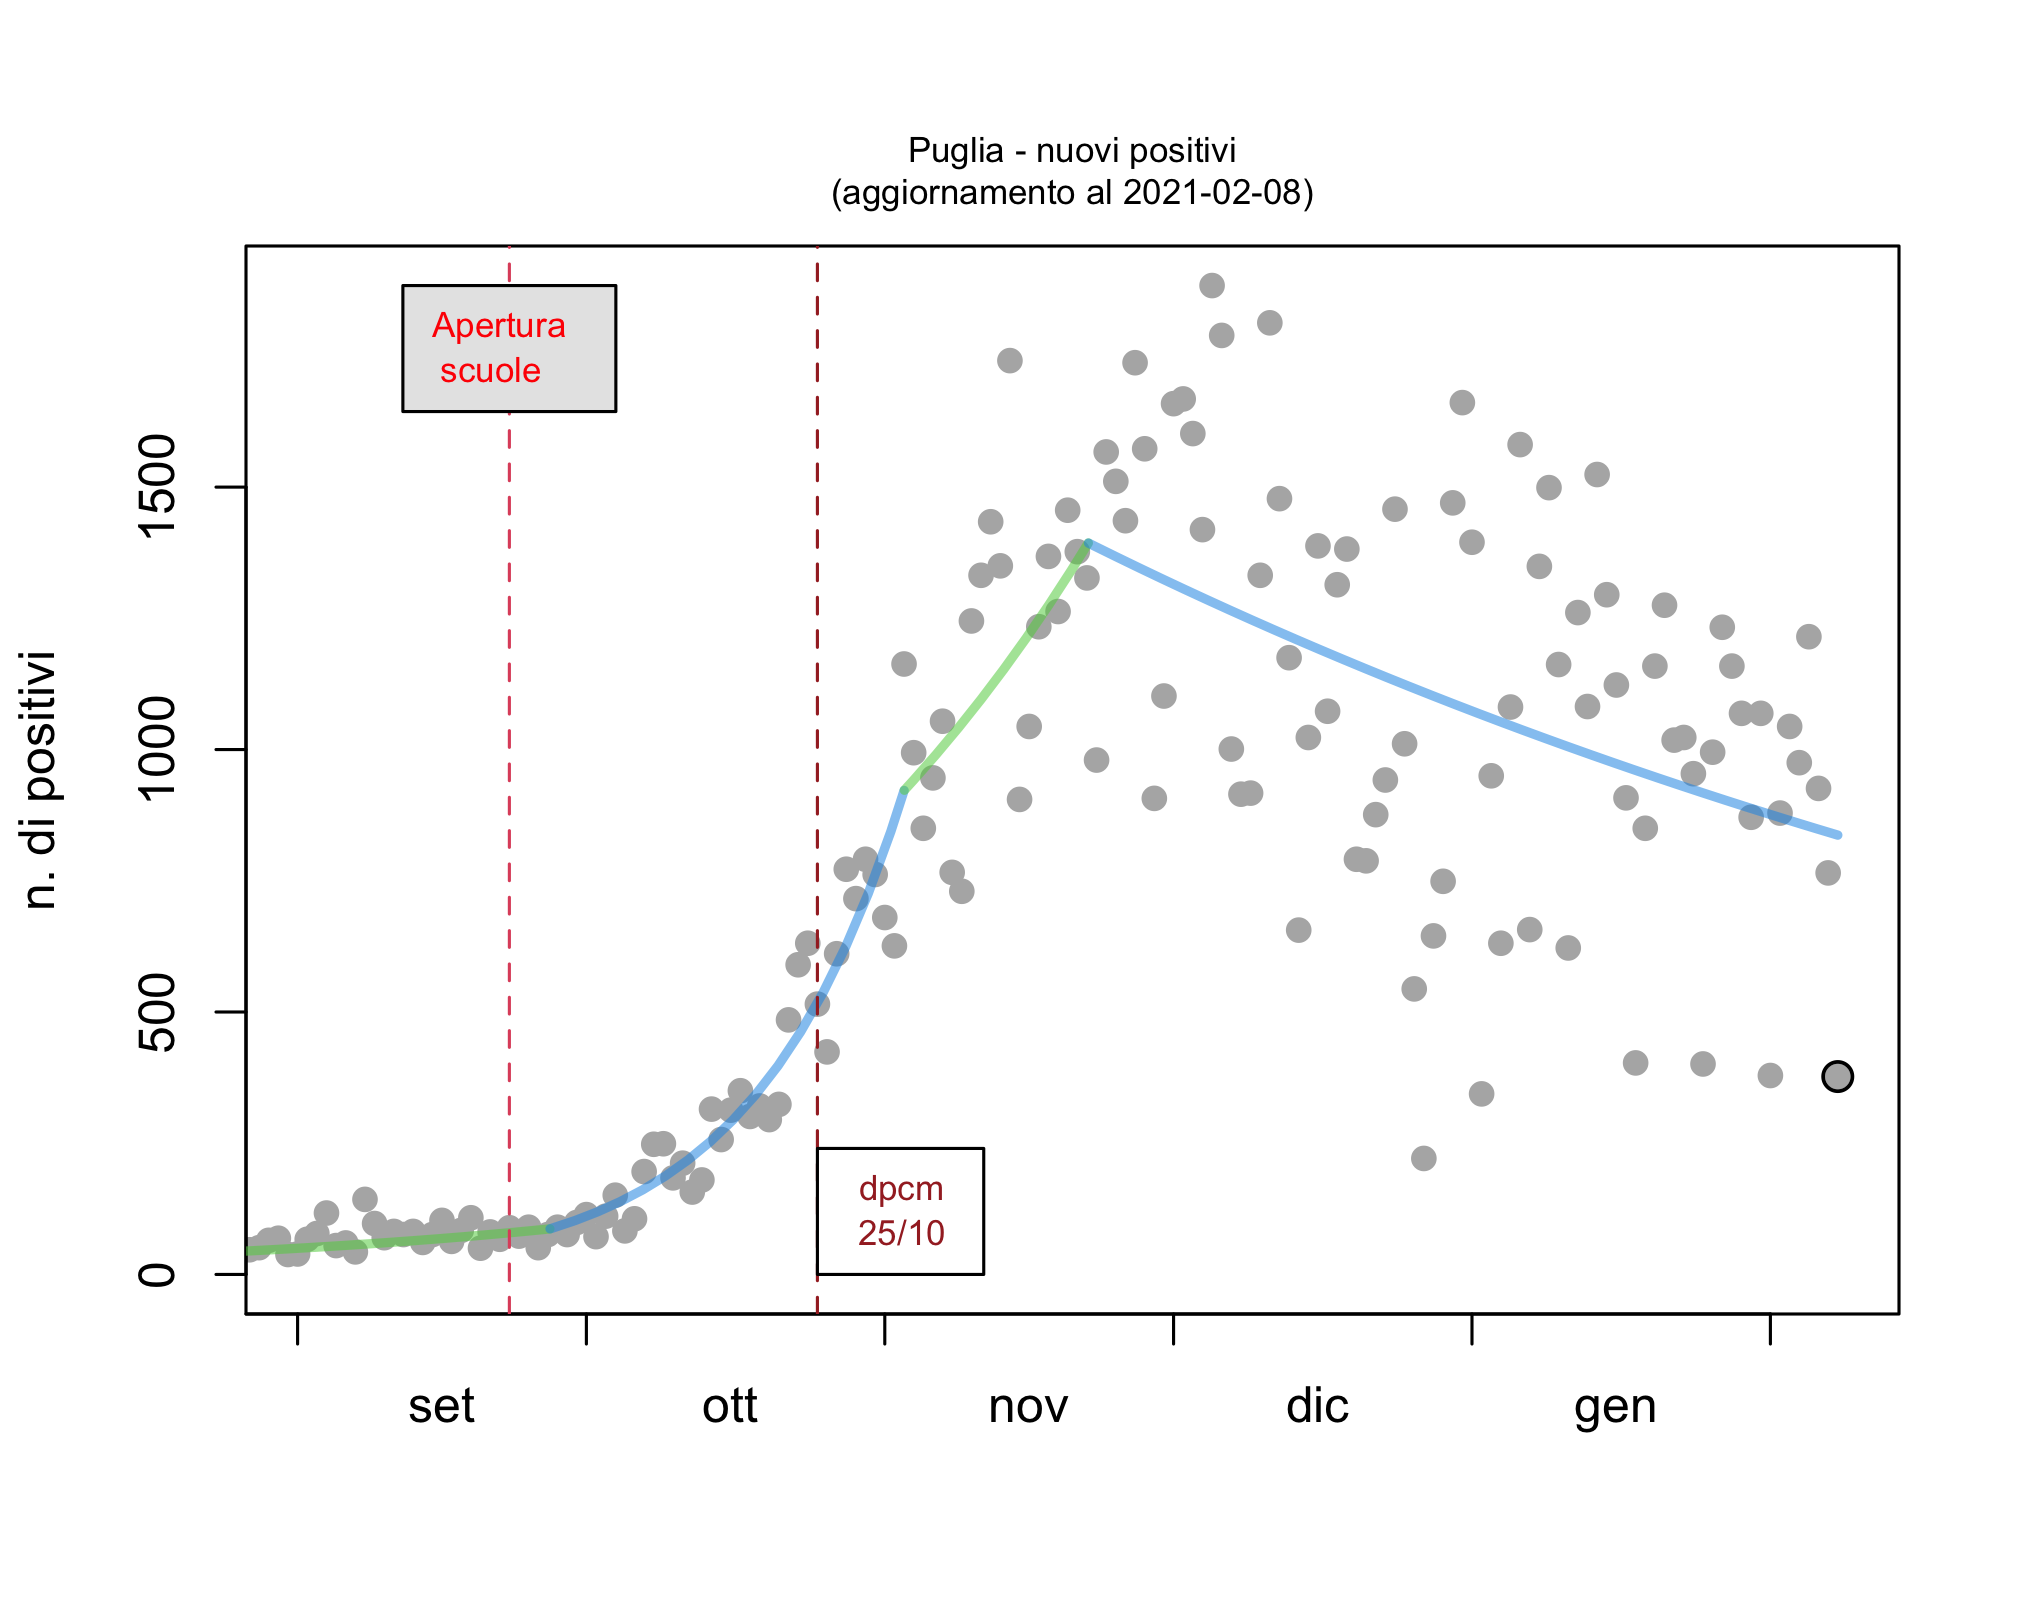 Puglia - nuovi positivi
(aggiornamento al 2021-02-08)
Apertura
scuole
n. di positivi
1500
1000
500
0
dpcm
25/10
set ott nov dic gen